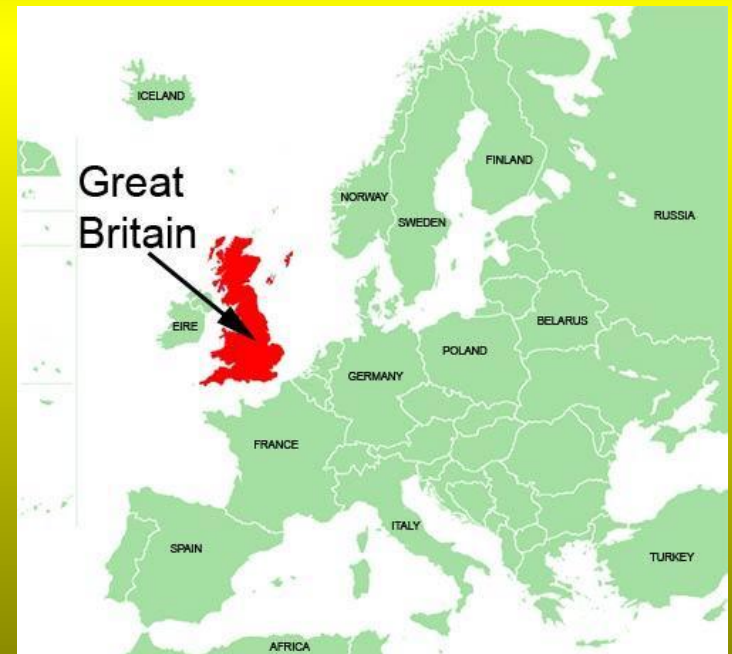 ICELAND
Great
Britain
FINLAND
NORWAY
SWEDEN
RUSSIA
EIRE
BELARUS
POLAND
GERMANY
FRANCE
ITALY
SPAIN
TURKEY
AFRICA